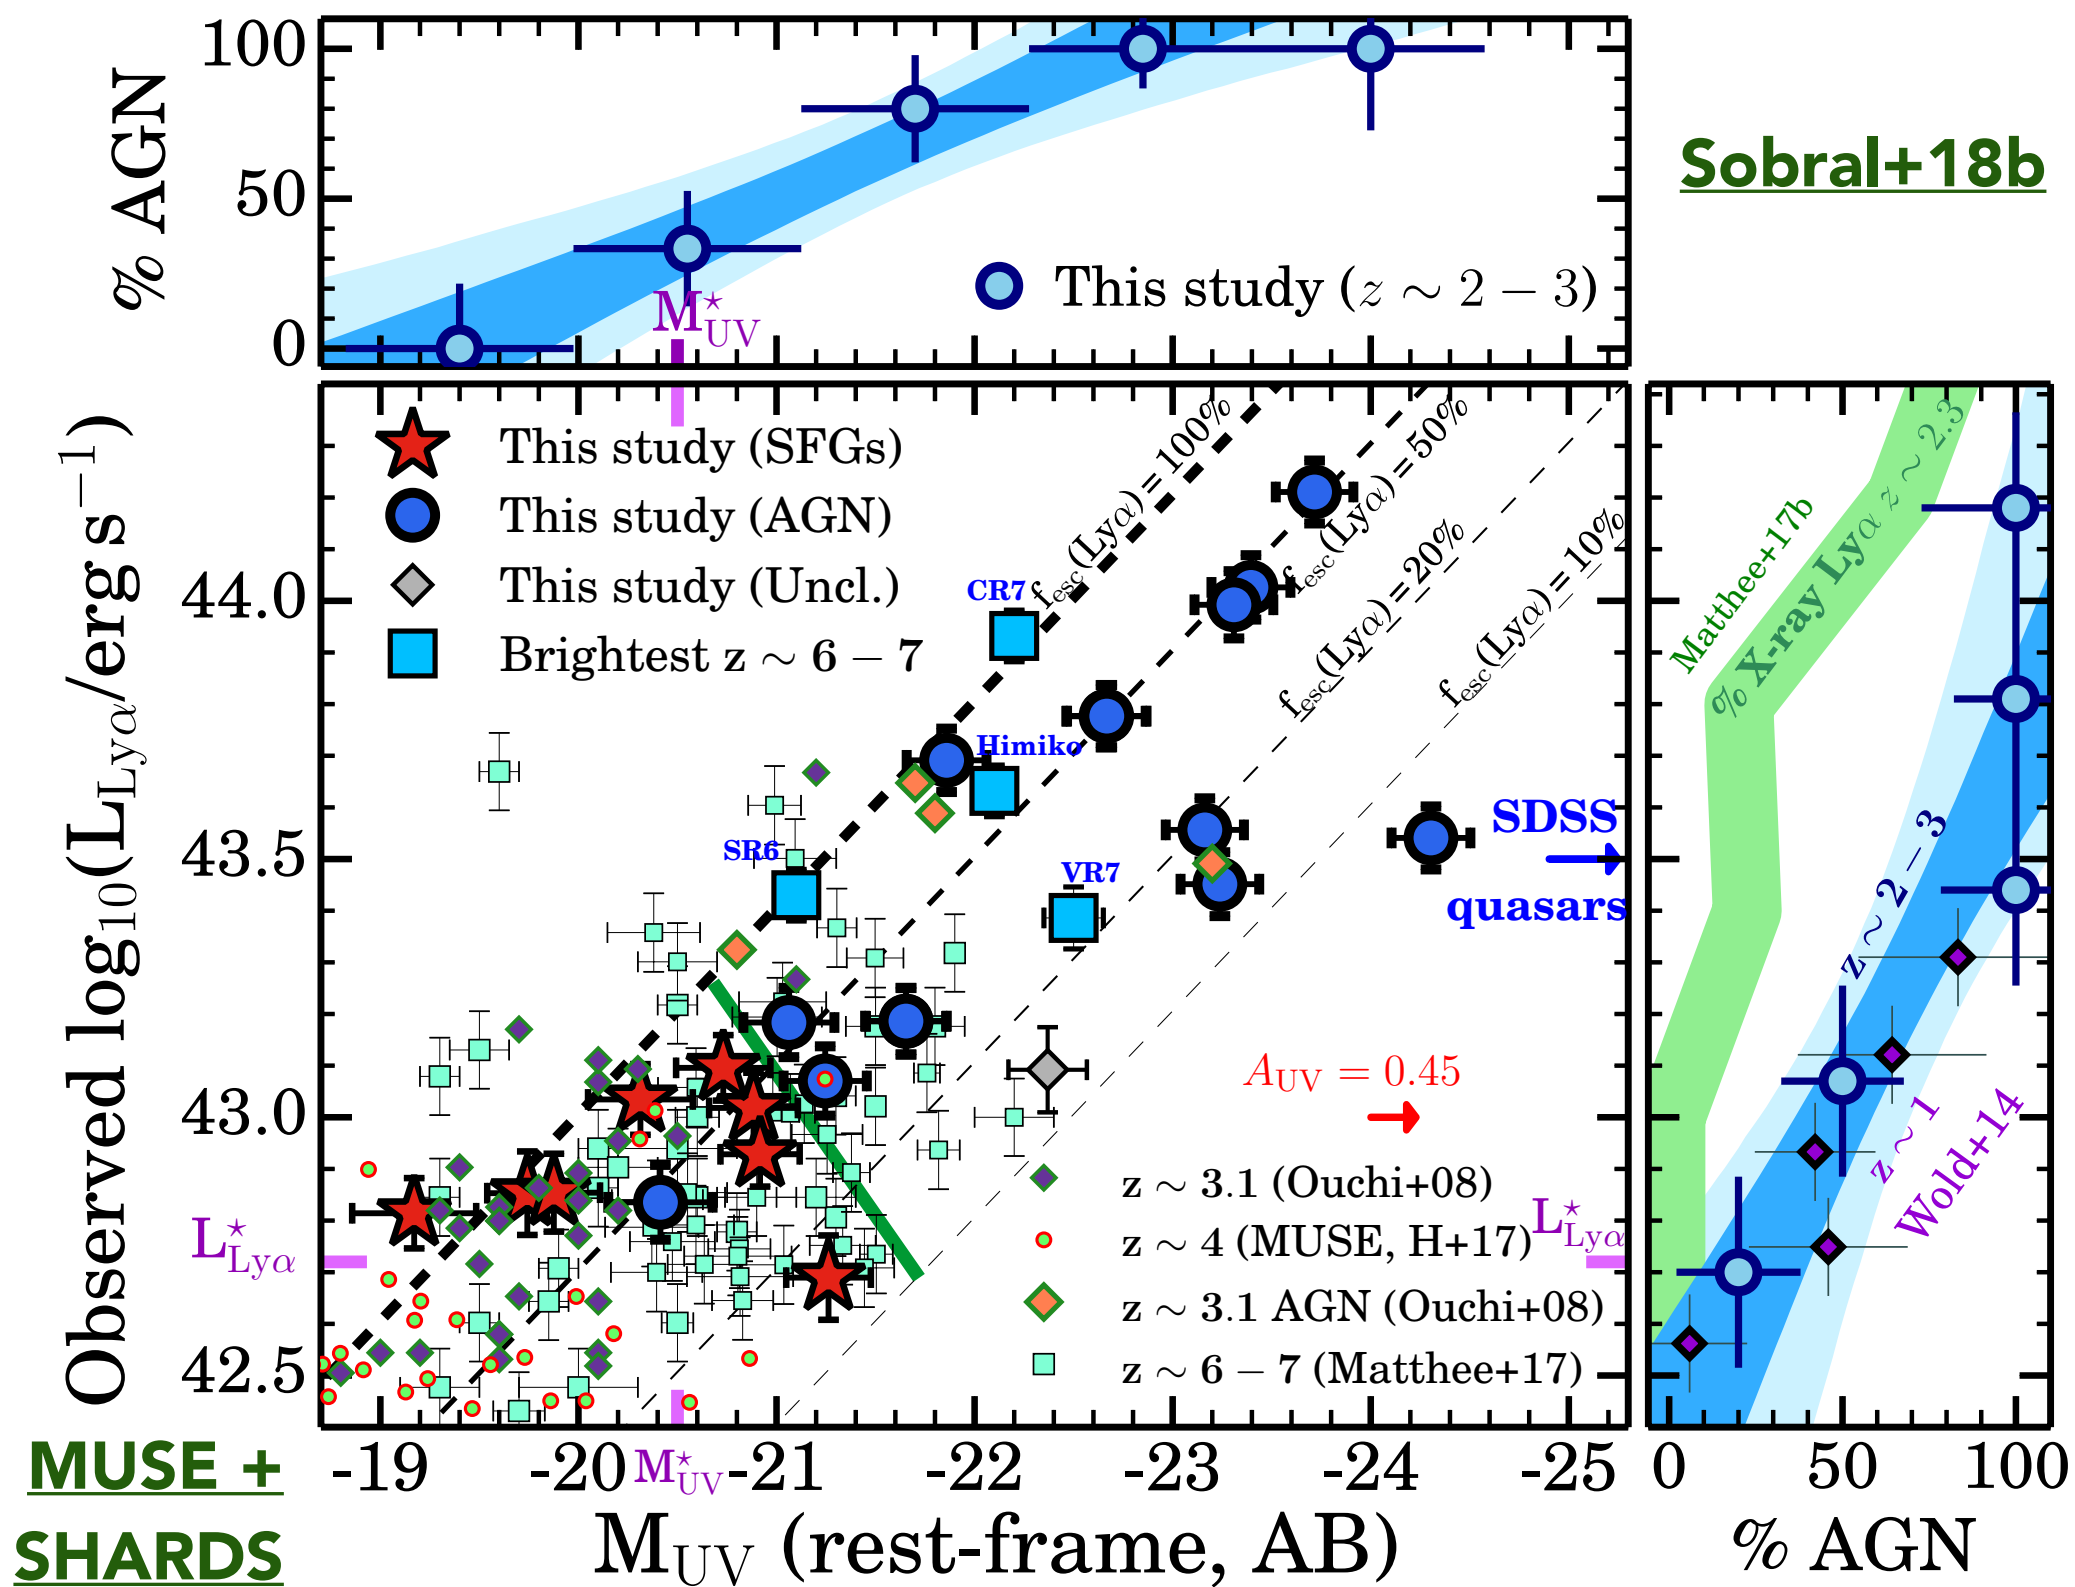 100
50
0
% AGN
Sobral+18b
This study (z ∼ 2 − 3)
M⋆UV
Observed log10(LLyα/erg s−1)
44.0
43.5
43.0
42.5
L⋆Lyα
This study (SFGs)
This study (AGN)
This study (Uncl.)
Brightest z ∼ 6 − 7
fesc(Lyα)=100%
fesc(Lyα)=50%
fesc(Lyα)=20%
fesc(Lyα)=10%
CR7
Himiko
SR6
VR7
SDSS
quasars
AUV = 0.45
z ∼ 3.1 (Ouchi+08)
z ∼ 4 (MUSE, H+17)
z ∼ 3.1 AGN (Ouchi+08)
z ∼ 6 − 7 (Matthee+17)
L⋆Lyα
Matthee+17b
% X-ray Lyα z ∼ 2.3
z ∼ 2 − 3
z ∼ 1
Wold+14
-19 -20 M⋆UV -21 -22 -23 -24 -25
0 50 100
MUV (rest-frame, AB)
% AGN
MUSE +
SHARDS